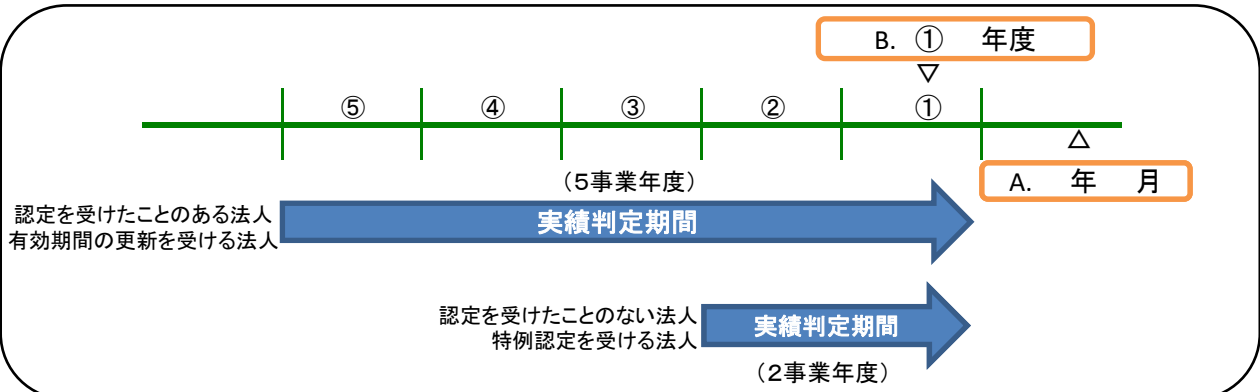 B. ① 年度
▽
⑤ ④ ③ ② ①
△
A. 年 月
（５事業年度）
認定を受けたことのある法人
有効期間の更新を受ける法人
実績判定期間
認定を受けたことのない法人
特例認定を受ける法人
実績判定期間
（２事業年度）